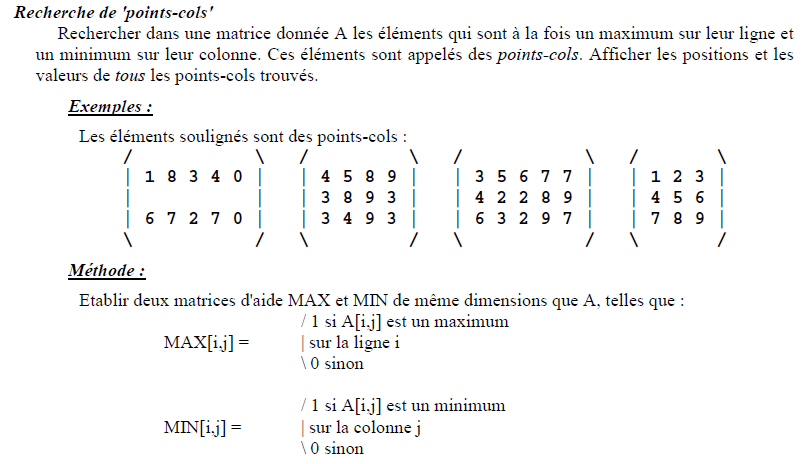 Recherche de 'points-cols'
Rechercher dans une matrice donnée A les éléments qui sont à la fois un maximum sur leur ligne et
un minimum sur leur colonne. Ces éléments sont appelés des points-cols. Afficher les positions et les
valeurs de tous les points-cols trouvés.
Exemples :
Les éléments soulignés sont des points-cols :
/ \ / \ / \ / \
| 1 8 3 4 0 | | 4 5 8 9 | | 3 5 6 7 7 | | 1 2 3 |
| | | 3 8 9 3 | | 4 2 2 8 9 | | 4 5 6 |
| 6 7 2 7 0 | | 3 4 9 3 | | 6 3 2 9 7 | | 7 8 9 |
\ / \ / \ / \ /
Méthode :
Etablir deux matrices d'aide MAX et MIN de même dimensions que A, telles que :
/ 1 si A[i,j] est un maximum
MAX[i,j] = | sur la ligne i
\ 0 sinon
/ 1 si A[i,j] est un minimum
MIN[i,j] = | sur la colonne j
\ 0 sinon